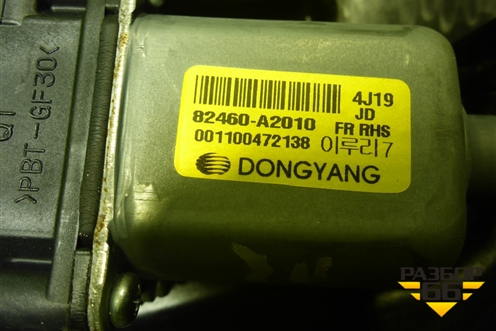 4J19
JD
82460-A2010 FR RHS
001100472138 이루리7
DONGYANG
>PBT-GF30<
РАЗБОР
66